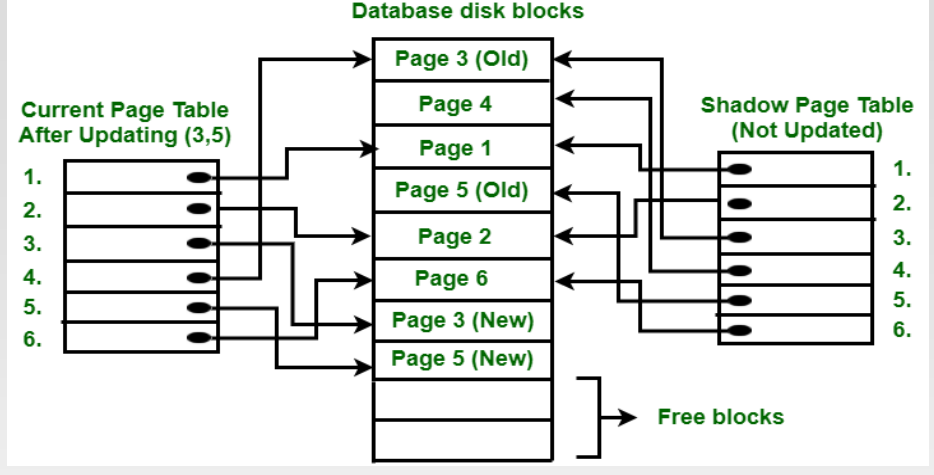 Database disk blocks
Current Page Table
After Updating (3,5)
1.
2.
3.
4.
5.
6.
Page 3 (Old)
Page 4
Page 1
Page 5 (Old)
Page 2
Page 6
Page 3 (New)
Page 5 (New)
Shadow Page Table
(Not Updated)
1.
2.
3.
4.
5.
6.
Free blocks